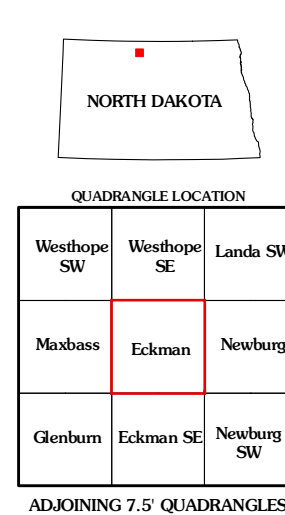 NORTH DAKOTA
QUADRANGLE LOCATION
Westhope Westhope Landa SW
SW SE
Maxbass Eckman Newburg
Glenburn Eckman SE Newburg
SW
ADJOINING 7.5' QUADRANGLES